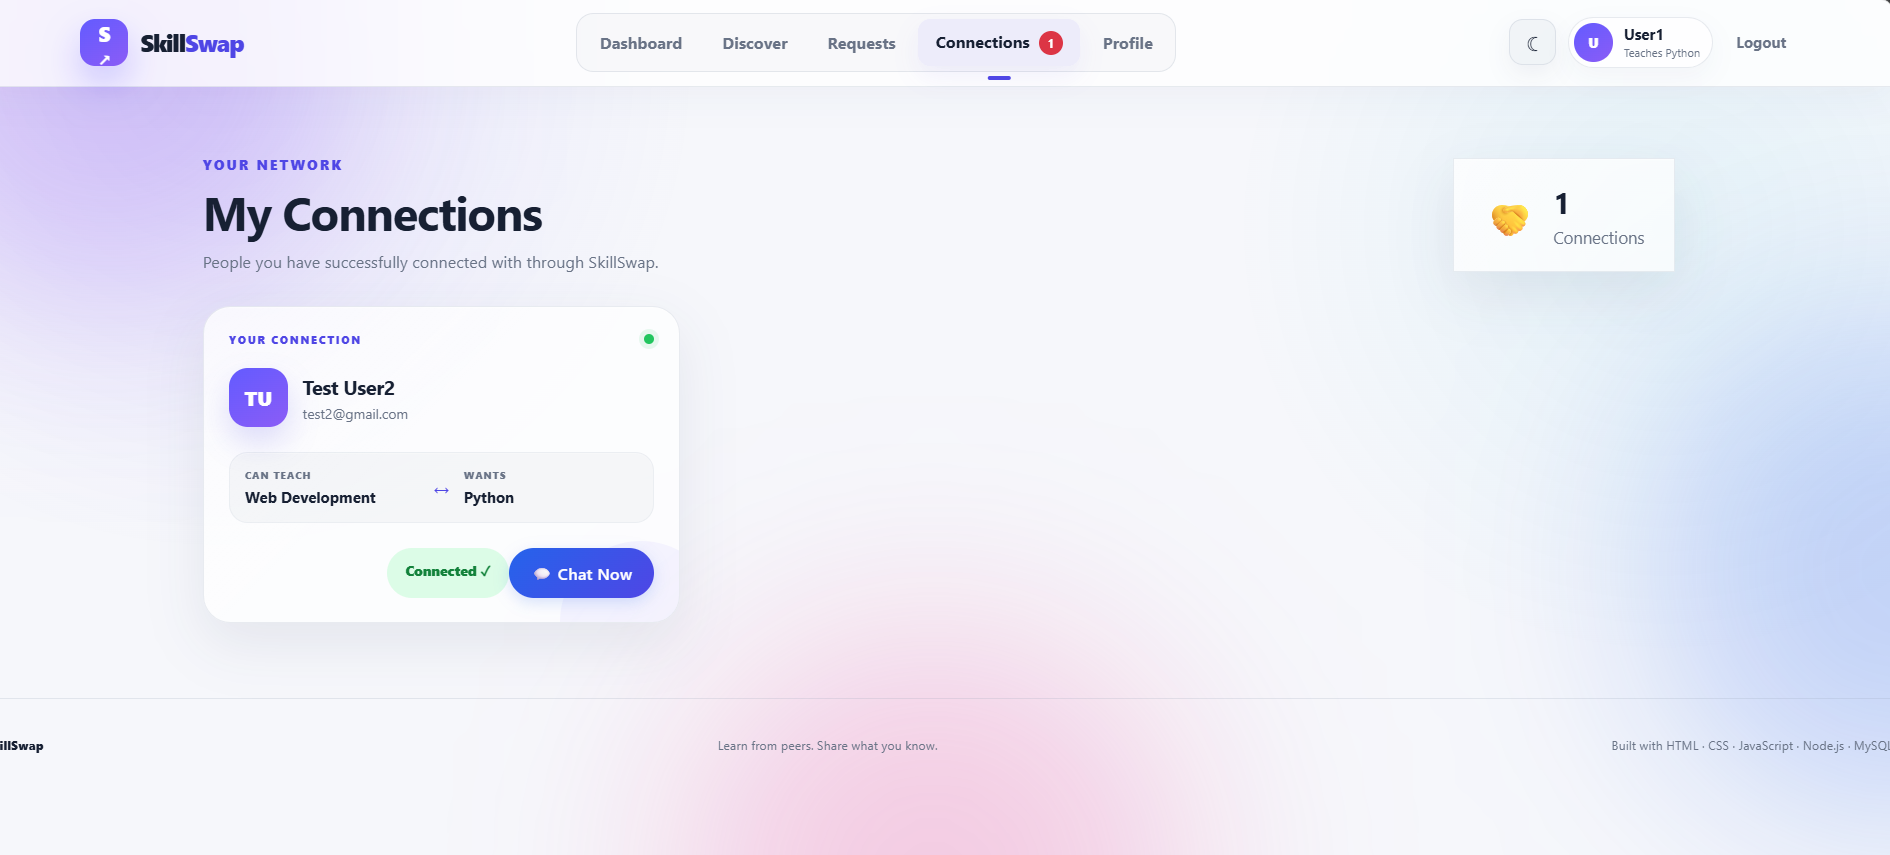 S
↗
SkillSwap
Dashboard
Discover
Requests
Connections 1
Profile
☾
U
User1
Teaches Python
Logout
YOUR NETWORK
My Connections
People you have successfully connected with through SkillSwap.
1
Connections
YOUR CONNECTION
TU
Test User2
test2@gmail.com
CAN TEACH
Web Development
↔
WANTS
Python
Connected ✓
Chat Now
illSwap
Learn from peers. Share what you know.
Built with HTML · CSS · JavaScript · Node.js · MySQL